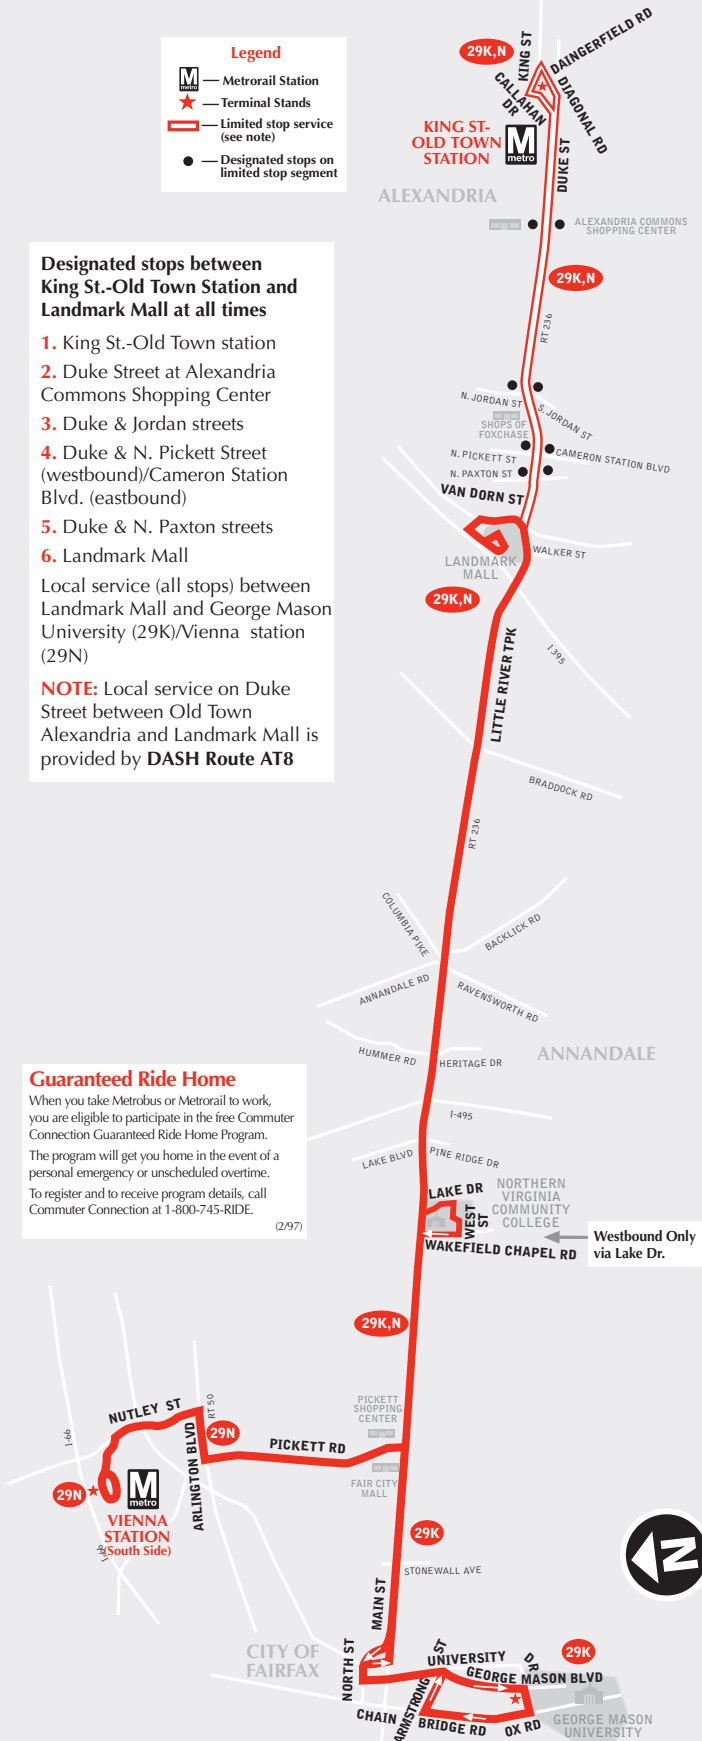 Legend
M
metro
Metrorail Station
Terminal Stands
Limited stop service
(see note)
Designated stops on
limited stop segment
29K,N
KING ST
DAINGERFIELD RD
CALLAHAN
DR
DIAGONAL RD
KING ST-
OLD TOWN
STATION
M
metro
DUKE ST
ALEXANDRIA
ALEXANDRIA COMMONS
SHOPPING CENTER
29K,N
RT 236
Designated stops between
King St.-Old Town Station and
Landmark Mall at all times
1. King St.-Old Town station
2. Duke Street at Alexandria
Commons Shopping Center
3. Duke & Jordan streets
4. Duke & N. Pickett Street
(westbound)/Cameron Station
Blvd. (eastbound)
5. Duke & N. Paxton streets
6. Landmark Mall
Local service (all stops) between
Landmark Mall and George Mason
University (29K)/Vienna station
(29N)
NOTE: Local service on Duke
Street between Old Town
Alexandria and Landmark Mall is
provided by DASH Route AT8
N. JORDAN ST
S. JORDAN ST
SHOPS OF
FOXCHASE
N. PICKETT ST
CAMERON STATION BLVD
N. PAXTON ST
VAN DORN ST
WALKER ST
LANDMARK
MALL
29K,N
I 395
LITTLE RIVER TPK
BRADDOCK RD
RT 236
COLUMBIA PIKE
BACKLICK RD
ANNANDALE RD
RAVENSWORTH RD
HUMMER RD
HERITAGE DR
ANNANDALE
Guaranteed Ride Home
When you take Metrobus or Metrorail to work,
you are eligible to participate in the free Commuter
Connection Guaranteed Ride Home Program.
The program will get you home in the event of a
personal emergency or unscheduled overtime.
To register and to receive program details, call
Commuter Connection at 1-800-745-RIDE.
(2/97)
I-495
LAKE BLVD
PINE RIDGE DR
LAKE DR
WEST
ST
NORTHERN
VIRGINIA
COMMUNITY
COLLEGE
WAKEFIELD CHAPEL RD
Westbound Only
via Lake Dr.
29K,N
PICKETT
SHOPPING
CENTER
NUTLEY ST
RT 50
29N
I-66
ARLINGTON BLVD
PICKETT RD
FAIR CITY
MALL
29N
M
metro
VIENNA
STATION
(South Side)
I-66
29K
STONEWALL AVE
N
MAIN ST
CITY OF
FAIRFAX
NORTH ST
UNIVERSITY
DR
29K
GEORGE MASON BLVD
ARMSTRONG
ST
CHAIN
BRIDGE RD
OX RD
GEORGE MASON
UNIVERSITY